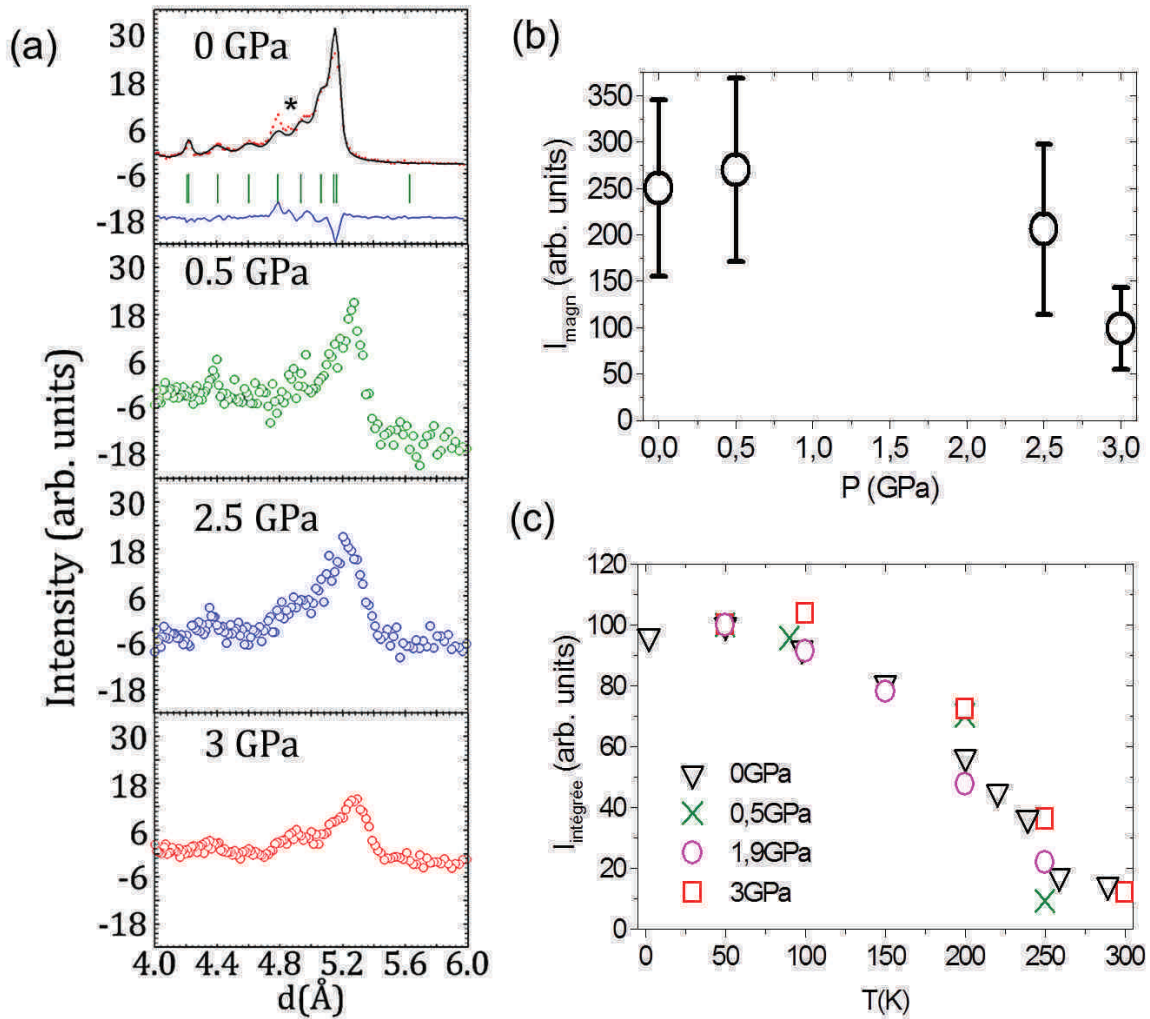 (a)
Intensity (arb. units)
30
18
6
-6
-18
0 GPa
*
30
18
6
-6
-18
0.5 GPa
30
18
6
-6
-18
2.5 GPa
30
18
6
-6
-18
3 GPa
4.0 4.4 4.8 5.2 5.6 6.0
d(Å)
(b)
I magn (arb. units)
350
300
250
200
150
100
50
0
0,0 0,5 1,0 1,5 2,0 2,5 3,0
P (GPa)
(c)
I intégrée (arb. units)
120
100
80
60
40
20
0
0GPa
0,5GPa
1,9GPa
3GPa
0 50 100 150 200 250 300
T(K)